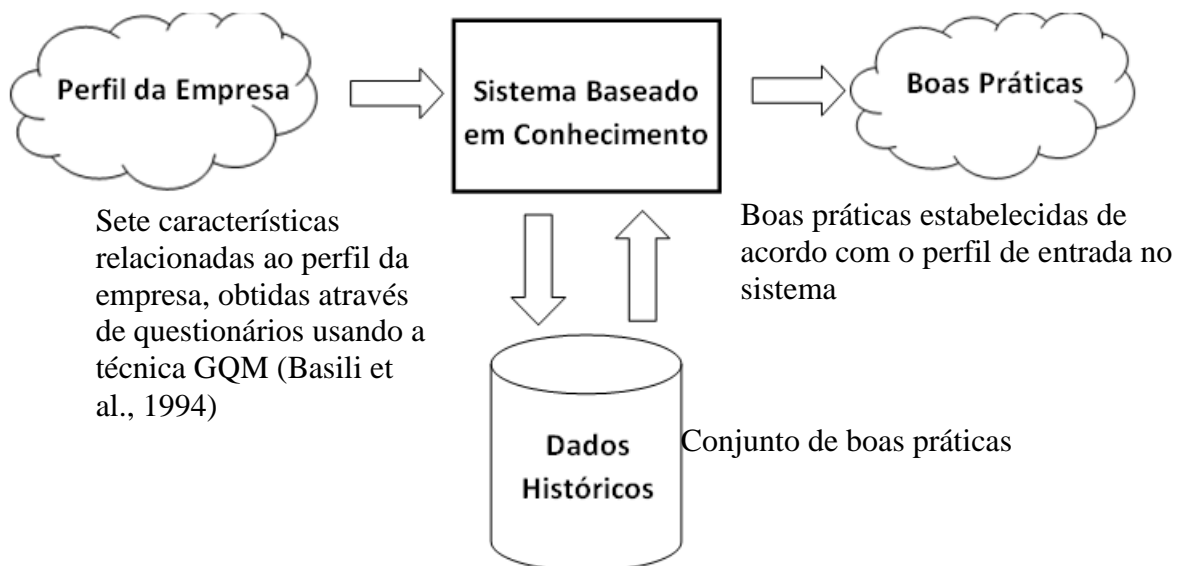 Perfil da Empresa
Sistema Baseado
em Conhecimento
Boas Práticas
Sete características
relacionadas ao perfil da
empresa, obtidas através
de questionários usando a
técnica GQM (Basili et
al., 1994)
Boas práticas estabelecidas de
acordo com o perfil de entrada no
sistema
Dados
Históricos
Conjunto de boas práticas